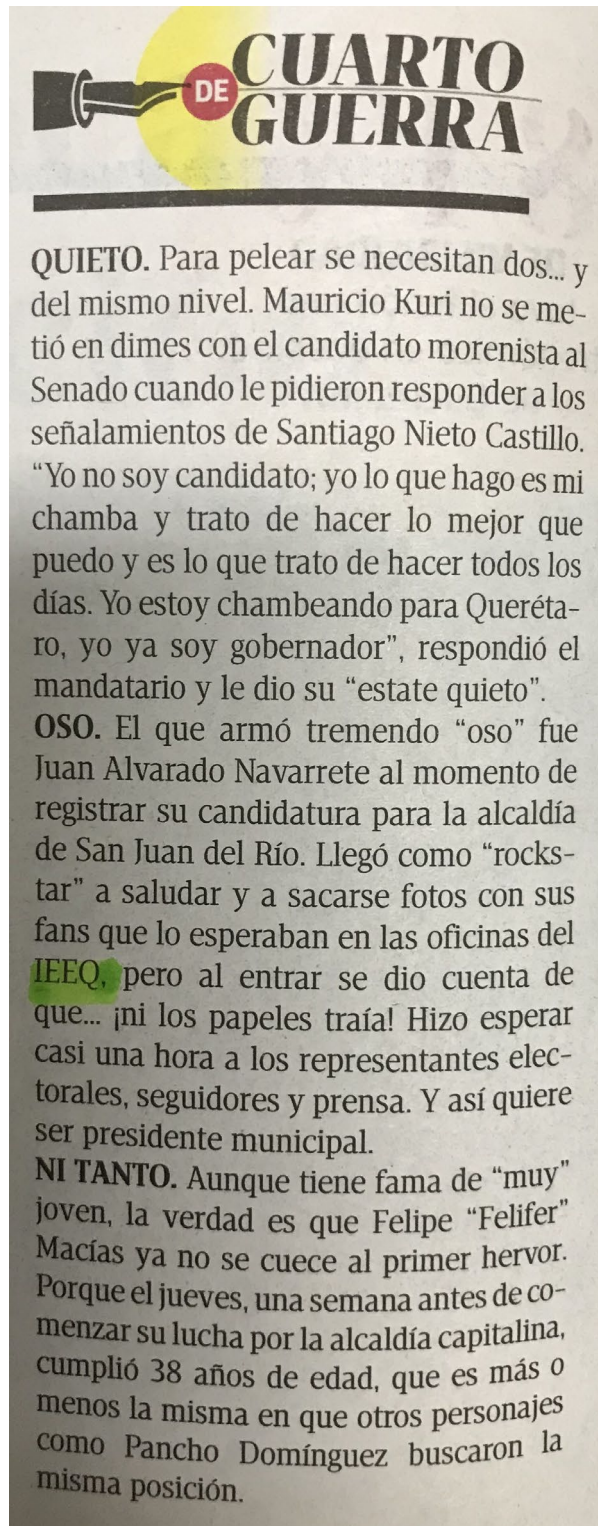 CUARTO
DE
GUERRA
QUIETO. Para pelear se necesitan dos... y
del mismo nivel. Mauricio Kuri no se me-
tió en dimes con el candidato morenista al
Senado cuando le pidieron responder a los
señalamientos de Santiago Nieto Castillo.
“Yo no soy candidato; yo lo que hago es mi
chamba y trato de hacer lo mejor que
puedo y es lo que trato de hacer todos los
días. Yo estoy chambeando para Queréta-
ro, yo ya soy gobernador”, respondió el
mandatario y le dio su “estate quieto”.
OSO. El que armó tremendo “oso” fue
Juan Alvarado Navarrete al momento de
registrar su candidatura para la alcaldía
de San Juan del Río. Llegó como “rocks-
tar” a saludar y a sacarse fotos con sus
fans que lo esperaban en las oficinas del
IEEQ, pero al entrar se dio cuenta de
que... ¡ni los papeles traía! Hizo esperar
casi una hora a los representantes elec-
torales, seguidores y prensa. Y así quiere
ser presidente municipal.
NI TANTO. Aunque tiene fama de “muy”
joven, la verdad es que Felipe “Felifer”
Macías ya no se cuece al primer hervor.
Porque el jueves, una semana antes de co-
menzar su lucha por la alcaldía capitalina,
cumplió 38 años de edad, que es más o
menos la misma en que otros personajes
como Pancho Domínguez buscaron la
misma posición.